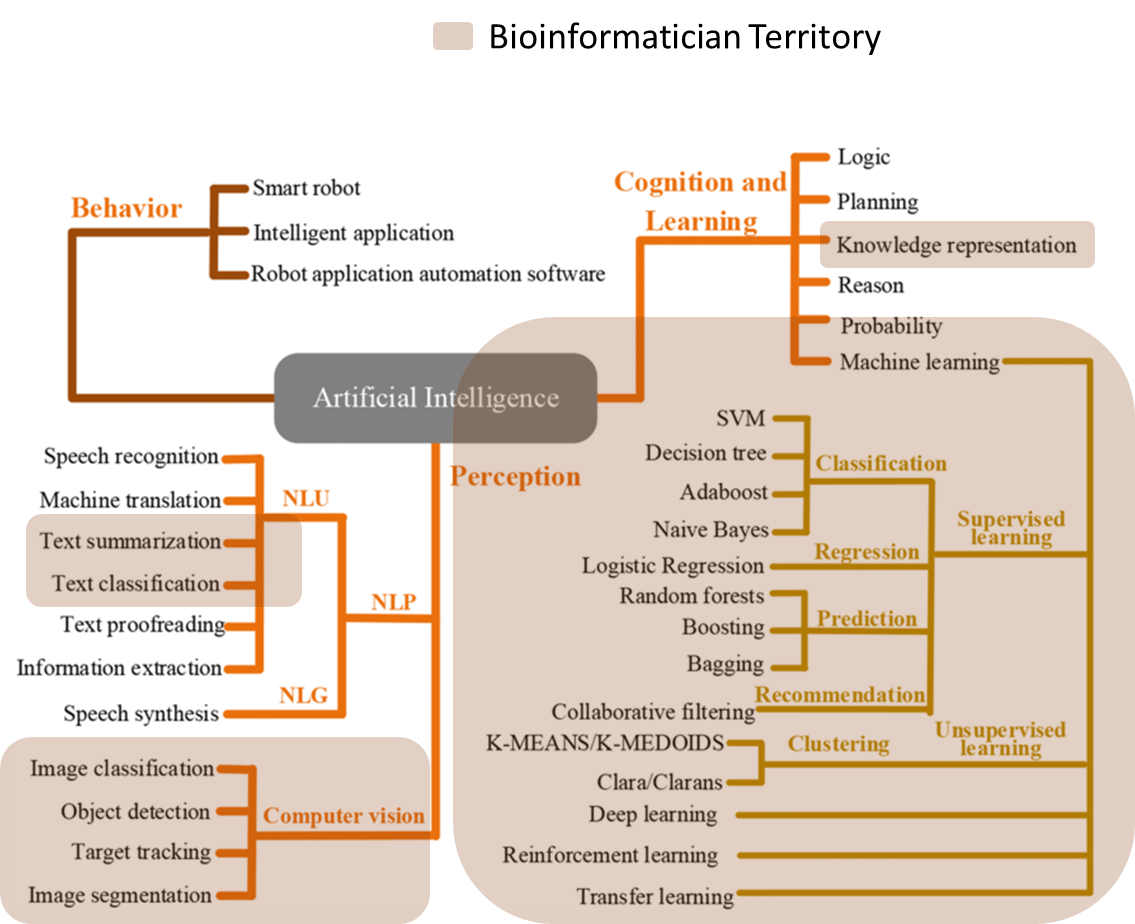 Bioinformatician Territory
Behavior
Smart robot
Intelligent application
Robot application automation software
Cognition and
Learning
Logic
Planning
Knowledge representation
Reason
Probability
Machine learning
Artificial Intelligence
Perception
Speech recognition
Machine translation
Text summarization
Text classification
Text proofreading
Information extraction
NLU
NLP
NLG
Speech synthesis
Image classification
Object detection
Target tracking
Image segmentation
Computer vision
SVM
Decision tree
Adaboost
Naive Bayes
Classification
Logistic Regression
Regression
Random forests
Boosting
Bagging
Prediction
Recommendation
Collaborative filtering
Supervised
learning
K-MEANS/K-MEDOIDS
Clara/Clarans
Clustering
Unsupervised
learning
Deep learning
Reinforcement learning
Transfer learning